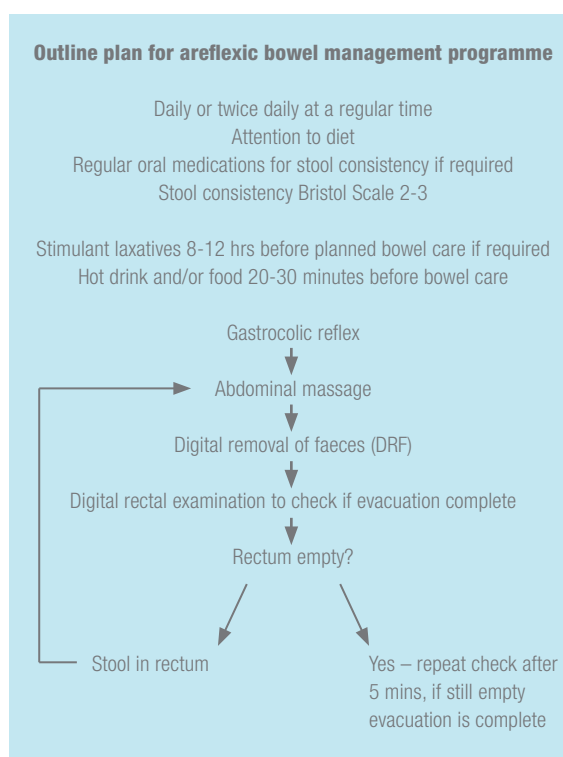 Outline plan for areflexic bowel management programme
Daily or twice daily at a regular time
Attention to diet
Regular oral medications for stool consistency if required
Stool consistency Bristol Scale 2-3
Stimulant laxatives 8-12 hrs before planned bowel care if required
Hot drink and/or food 20-30 minutes before bowel care
Gastrocolic reflex
Abdominal massage
Digital removal of faeces (DRF)
Digital rectal examination to check if evacuation complete
Rectum empty?
Stool in rectum
Yes – repeat check after
5 mins, if still empty
evacuation is complete